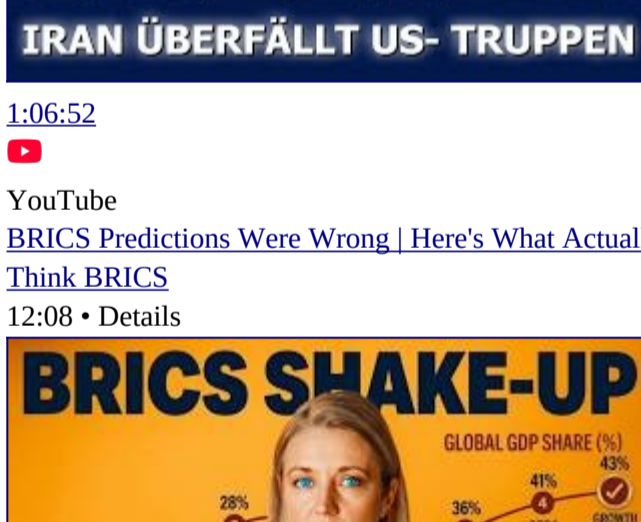 IRAN ÜBERFÄLLT US- TRUPPEN
1:06:52
YouTube
BRICS Predictions Were Wrong | Here's What Actual
Think BRICS
12:08 • Details
BRICS SHAKE-UP
GLOBAL GDP SHARE (%)
43%
41%
28%
36%
4